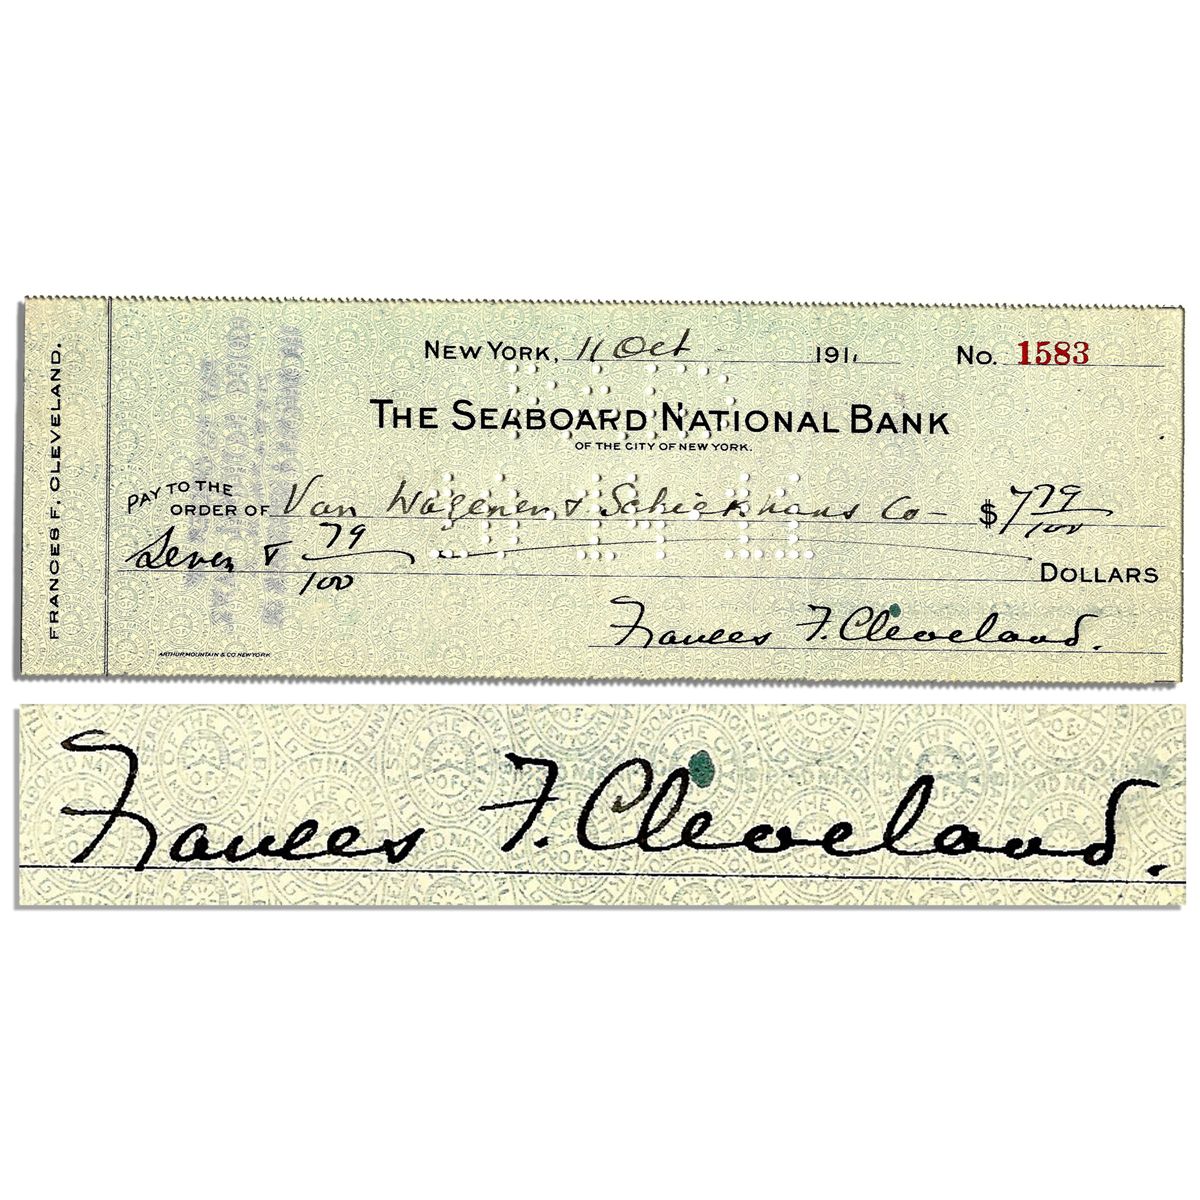 FRANCES F. CLEVELAND.
NEW YORK, 11 Oct 1911 NO. 1583
THE SEABOARD NATIONAL BANK
OF THE CITY OF NEW YORK.
PAY TO THE ORDER OF Van Wagenen & Schickhaus Co — $7 79/100
Seven & 79/100 DOLLARS
Frances F. Cleveland.
ARTHUR MOUNTAIN & CO. NEW YORK
Frances F. Cleveland.